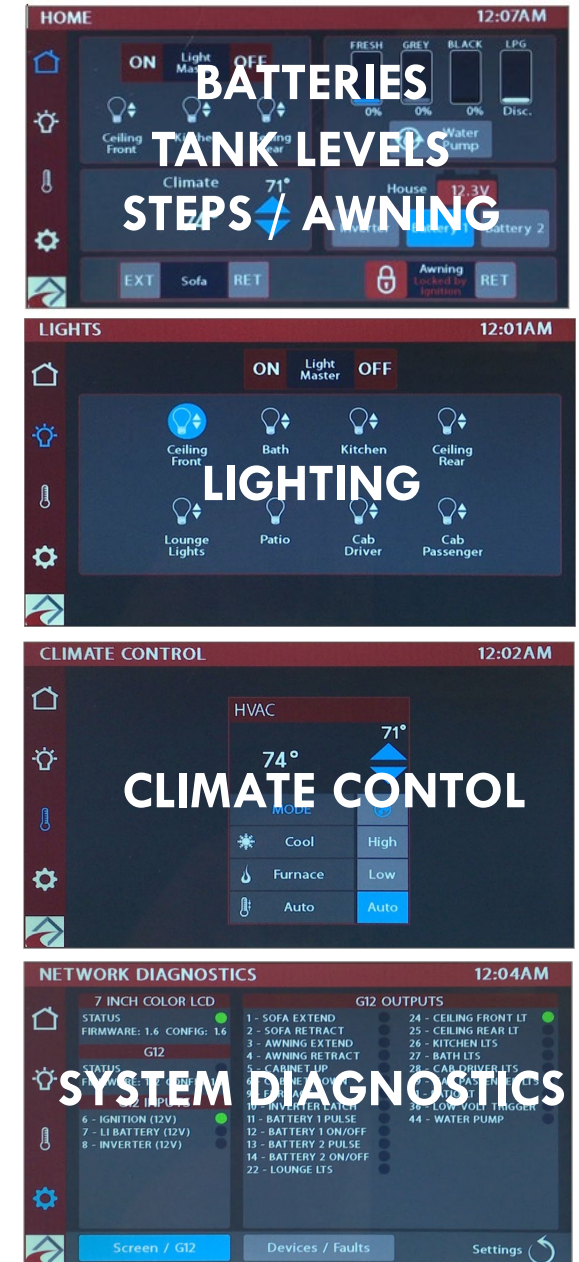 HOME 12:07AM
FRESH GREY BLACK LPG
ON Light OFF
BATTERIES
0% 0% 0% Disc.
Ceiling Front
Water Pump
TANK LEVELS
Climate 71°
House 12.3V
STEPS / AWNING
Battery 2
EXT Sofa RET
Awning
Locked by
Ignition
RET
LIGHTS 12:01AM
ON Light Master OFF
Ceiling Front
Bath
Kitchen
Ceiling Rear
LIGHTING
Lounge Lights
Patio
Cab Driver
Cab Passenger
CLIMATE CONTROL 12:02AM
HVAC
71°
74°
CLIMATE CONTOL
MODE
Cool High
Furnace Low
Auto Auto
NETWORK DIAGNOSTICS 12:04AM
7 INCH COLOR LCD
STATUS
FIRMWARE: 1.6 CONFIG: 1.6
G12
STATUS
G12 OUTPUTS
1 - SOFA EXTEND
2 - SOFA RETRACT
3 - AWNING EXTEND
4 - AWNING RETRACT
24 - CEILING FRONT LT
25 - CEILING REAR LT
26 - KITCHEN LTS
27 - BATH LTS
SYSTEM DIAGNOSTICS
6 - IGNITION (12V)
7 - LI BATTERY (12V)
8 - INVERTER (12V)
10 - INVERTER LATCH
11 - BATTERY 1 PULSE
12 - BATTERY 1 ON/OFF
13 - BATTERY 2 PULSE
14 - BATTERY 2 ON/OFF
22 - LOUNGE LTS
36 - LOW VOLT TRIGGER
44 - WATER PUMP
Screen / G12
Devices / Faults
Settings